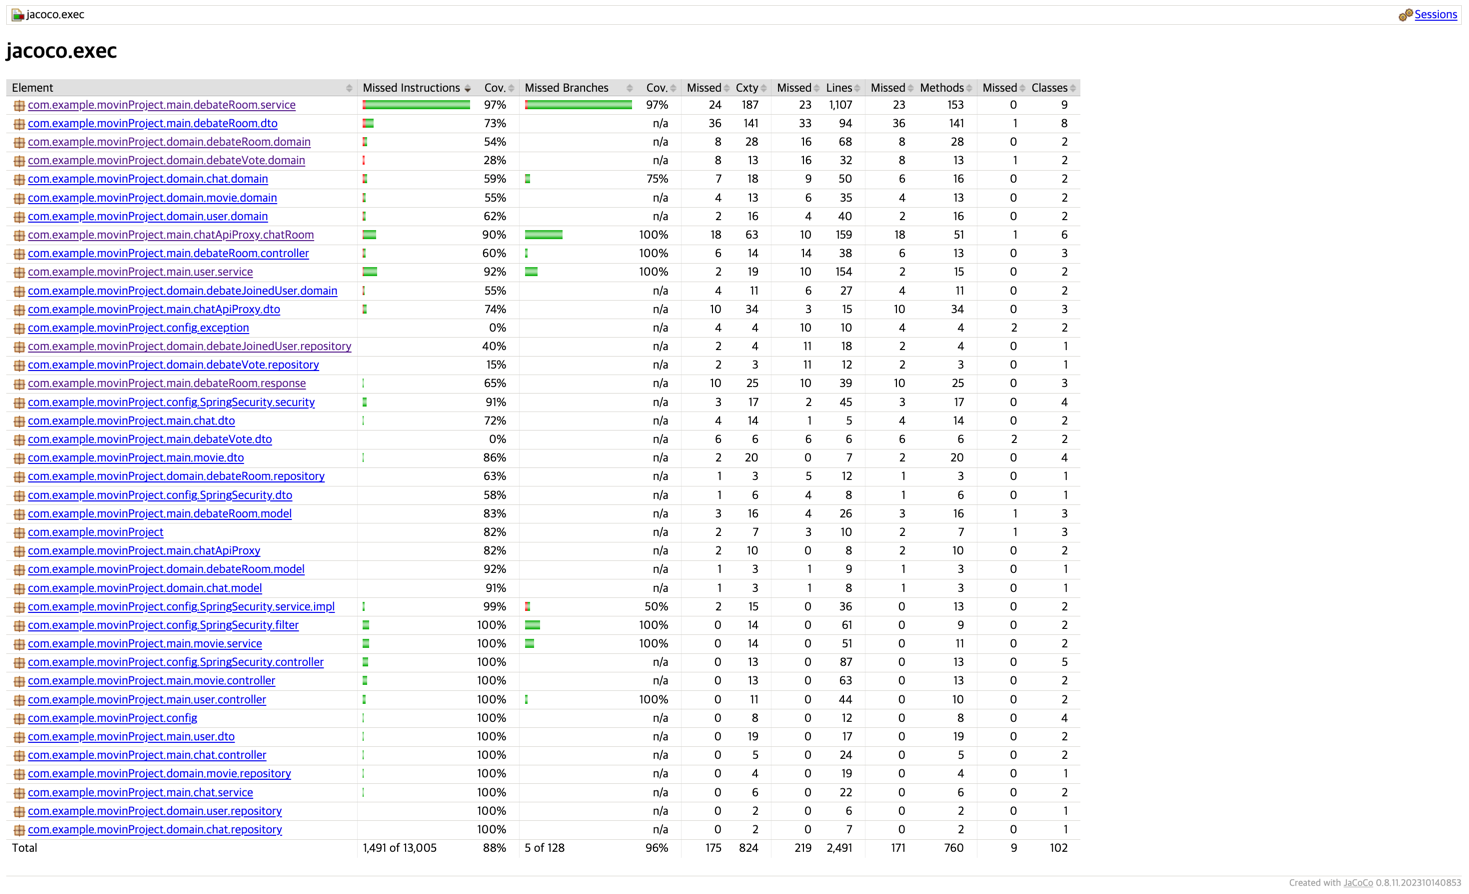 jacoco.exec Sessions
jacoco.exec
Element Missed Instructions Cov. Missed Branches Cov. Missed Cxty Missed Lines Missed Methods Missed Classes
com.example.movinProject.main.debateRoom.service 97% 97% 24 187 23 1,107 23 153 0 9
com.example.movinProject.main.debateRoom.dto 73% n/a 36 141 33 94 36 141 1 8
com.example.movinProject.domain.debateRoom.domain 54% n/a 8 28 16 68 8 28 0 2
com.example.movinProject.domain.debateVote.domain 28% n/a 8 13 16 32 8 13 1 2
com.example.movinProject.domain.chat.domain 59% 75% 7 18 9 50 6 16 0 2
com.example.movinProject.domain.movie.domain 55% n/a 4 13 6 35 4 13 0 2
com.example.movinProject.domain.user.domain 62% n/a 2 16 4 40 2 16 0 2
com.example.movinProject.main.chatApiProxy.chatRoom 90% 100% 18 63 10 159 18 51 1 6
com.example.movinProject.main.debateRoom.controller 60% 100% 6 14 14 38 6 13 0 3
com.example.movinProject.main.user.service 92% 100% 2 19 10 154 2 15 0 2
com.example.movinProject.domain.debateJoinedUser.domain 55% n/a 4 11 6 27 4 11 0 2
com.example.movinProject.main.chatApiProxy.dto 74% n/a 10 34 3 15 10 34 0 3
com.example.movinProject.config.exception 0% n/a 4 4 10 10 4 4 2 2
com.example.movinProject.domain.debateJoinedUser.repository 40% n/a 2 4 11 18 2 4 0 1
com.example.movinProject.domain.debateVote.repository 15% n/a 2 3 11 12 2 3 0 1
com.example.movinProject.main.debateRoom.response 65% n/a 10 25 10 39 10 25 0 3
com.example.movinProject.config.SpringSecurity.security 91% n/a 3 17 2 45 3 17 0 4
com.example.movinProject.main.chat.dto 72% n/a 4 14 1 5 4 14 0 2
com.example.movinProject.main.debateVote.dto 0% n/a 6 6 6 6 6 6 2 2
com.example.movinProject.main.movie.dto 86% n/a 2 20 0 7 2 20 0 4
com.example.movinProject.domain.debateRoom.repository 63% n/a 1 3 5 12 1 3 0 1
com.example.movinProject.config.SpringSecurity.dto 58% n/a 1 6 4 8 1 6 0 1
com.example.movinProject.main.debateRoom.model 83% n/a 3 16 4 26 3 16 1 3
com.example.movinProject 82% n/a 2 7 3 10 2 7 1 3
com.example.movinProject.main.chatApiProxy 82% n/a 2 10 0 8 2 10 0 2
com.example.movinProject.domain.debateRoom.model 92% n/a 1 3 1 9 1 3 0 1
com.example.movinProject.domain.chat.model 91% n/a 1 3 1 8 1 3 0 1
com.example.movinProject.config.SpringSecurity.service.impl 99% 50% 2 15 0 36 0 13 0 2
com.example.movinProject.config.SpringSecurity.filter 100% 100% 0 14 0 61 0 9 0 2
com.example.movinProject.main.movie.service 100% 100% 0 14 0 51 0 11 0 2
com.example.movinProject.config.SpringSecurity.controller 100% n/a 0 13 0 87 0 13 0 5
com.example.movinProject.main.movie.controller 100% n/a 0 13 0 63 0 13 0 2
com.example.movinProject.main.user.controller 100% 100% 0 11 0 44 0 10 0 2
com.example.movinProject.config 100% n/a 0 8 0 12 0 8 0 4
com.example.movinProject.main.user.dto 100% n/a 0 19 0 17 0 19 0 2
com.example.movinProject.main.chat.controller 100% n/a 0 5 0 24 0 5 0 2
com.example.movinProject.domain.movie.repository 100% n/a 0 4 0 19 0 4 0 1
com.example.movinProject.main.chat.service 100% n/a 0 6 0 22 0 6 0 2
com.example.movinProject.domain.user.repository 100% n/a 0 2 0 6 0 2 0 1
com.example.movinProject.domain.chat.repository 100% n/a 0 2 0 7 0 2 0 1
Total 1,491 of 13,005 88% 5 of 128 96% 175 824 219 2,491 171 760 9 102
Created with JaCoCo 0.8.11.202310140853